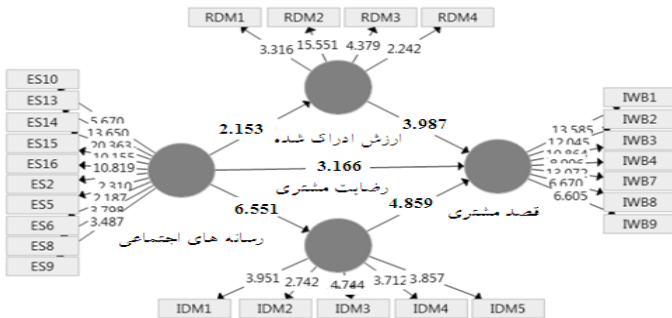 RDM1 RDM2 RDM3 RDM4
3.316 15.551 4.379 2.242
ES10
ES13
ES14
ES15
ES16
ES2
ES5
ES6
ES8
ES9
5.670
13.650
20.363
10.155
10.819
2.310
2.187
3.798
3.487
2.153
3.987
ارزش ادراک شده
3.166
رضایت مشتری
6.551
4.859
رسانه های اجتماعی
قصد مشتری
IWB1
IWB2
IWB3
IWB4
IWB7
IWB8
IWB9
13.585
12.045
10.864
8.996
13.072
6.670
6.605
3.951 2.742 4.744 3.712 3.857
IDM1 IDM2 IDM3 IDM4 IDM5